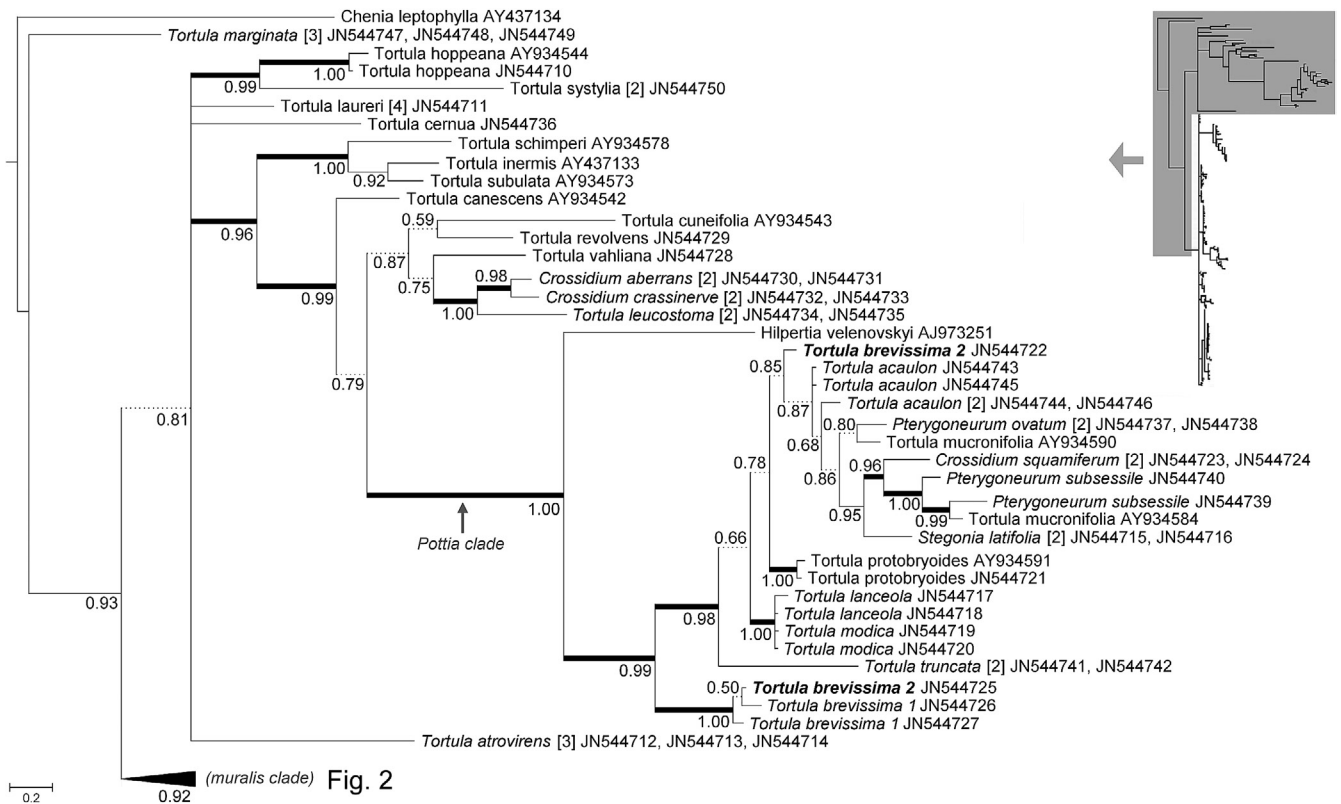 Chenia leptophylla AY437134
Tortula marginata [3] JN544747, JN544748, JN544749
Tortula hoppeana AY934544
1.00 Tortula hoppeana JN544710
0.99 Tortula systylia [2] JN544750
Tortula laureri [4] JN544711
Tortula cernua JN544736
Tortula schimperi AY934578
1.00 Tortula inermis AY437133
0.92 Tortula subulata AY934573
Tortula canescens AY934542
0.59 Tortula cuneifolia AY934543
0.96 Tortula revolvens JN544729
0.87 Tortula vahliana JN544728
0.75 0.98 Crossidium aberrans [2] JN544730, JN544731
0.99 Crossidium crassinerve [2] JN544732, JN544733
1.00 Tortula leucostoma [2] JN544734, JN544735
Hilpertia velenovskyi AJ973251
Tortula brevissima 2 JN544722
0.85 Tortula acaulon JN544743
0.79 Tortula acaulon JN544745
0.87 Tortula acaulon [2] JN544744, JN544746
0.81 0.80 Pterygoneurum ovatum [2] JN544737, JN544738
0.68 Tortula mucronifolia AY934590
0.78 0.96 Crossidium squamiferum [2] JN544723, JN544724
0.86 Pterygoneurum subsessile JN544740
1.00 1.00 Pterygoneurum subsessile JN544739
0.95 0.99 Tortula mucronifolia AY934584
Pottia clade 0.66 Stegonia latifolia [2] JN544715, JN544716
Tortula protobryoides AY934591
1.00 Tortula protobryoides JN544721
0.93 Tortula lanceola JN544717
0.98 Tortula lanceola JN544718
1.00 Tortula modica JN544719
Tortula modica JN544720
0.99 Tortula truncata [2] JN544741, JN544742
0.50 Tortula brevissima 2 JN544725
Tortula brevissima 1 JN544726
1.00 Tortula brevissima 1 JN544727
Tortula atrovirens [3] JN544712, JN544713, JN544714
(muralis clade) Fig. 2
0.2 0.92